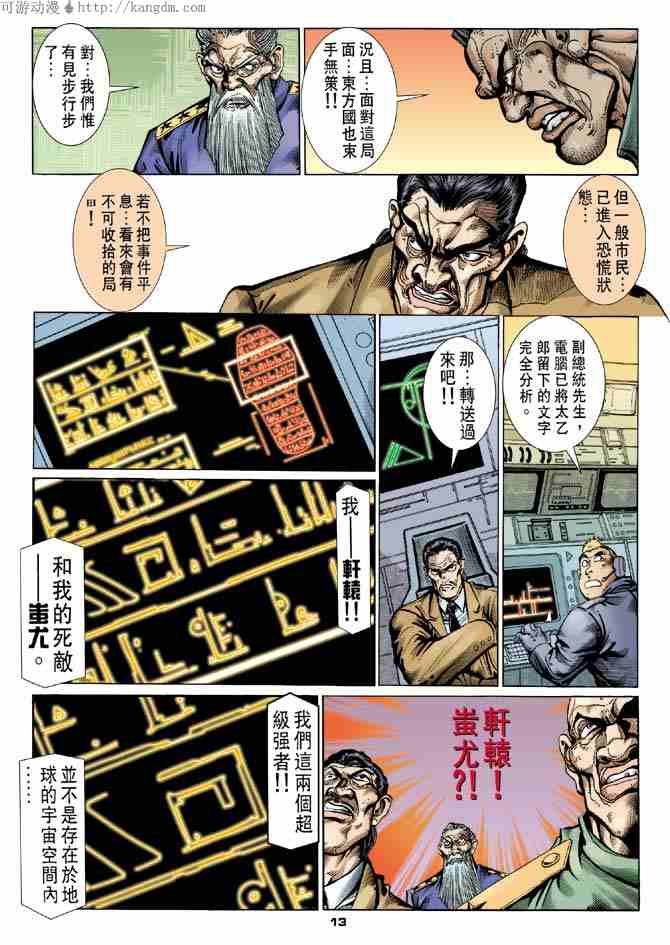 可游动漫 http://kangdm.com
況且…面對這局
面…東方國也束
手無策!!
對…我們惟
有見步行步
了…
但一般市民…
已進入恐慌狀
態…
若不把事件平
息…看來會有
不可收拾的局
面!
副總統先生,
電腦已將太乙
郎留下的文字
完全分析。
那…轉送過
來吧!!
我——軒轅!!
和我的死敵
——蚩尤。
軒轅!
蚩尤?!
我們這兩個超
級强者!!
並不是存在於地
球的宇宙空間內
……
13